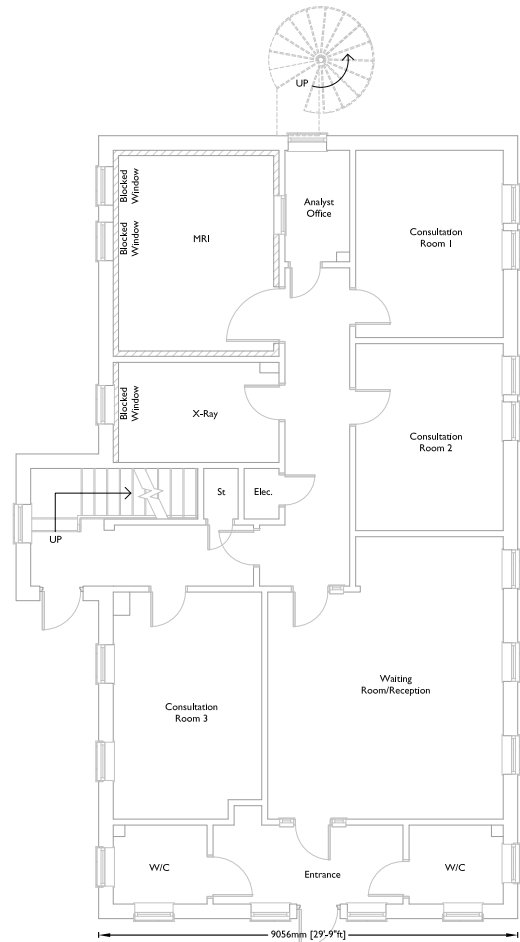 UP
Blocked
Window
Analyst
Office
Blocked
Window
MRI
Consultation
Room 1
Blocked
Window
X-Ray
Consultation
Room 2
St
Elec.
UP
Waiting
Room/Reception
Consultation
Room 3
W/C
Entrance
W/C
9056mm [29'-9"ft]